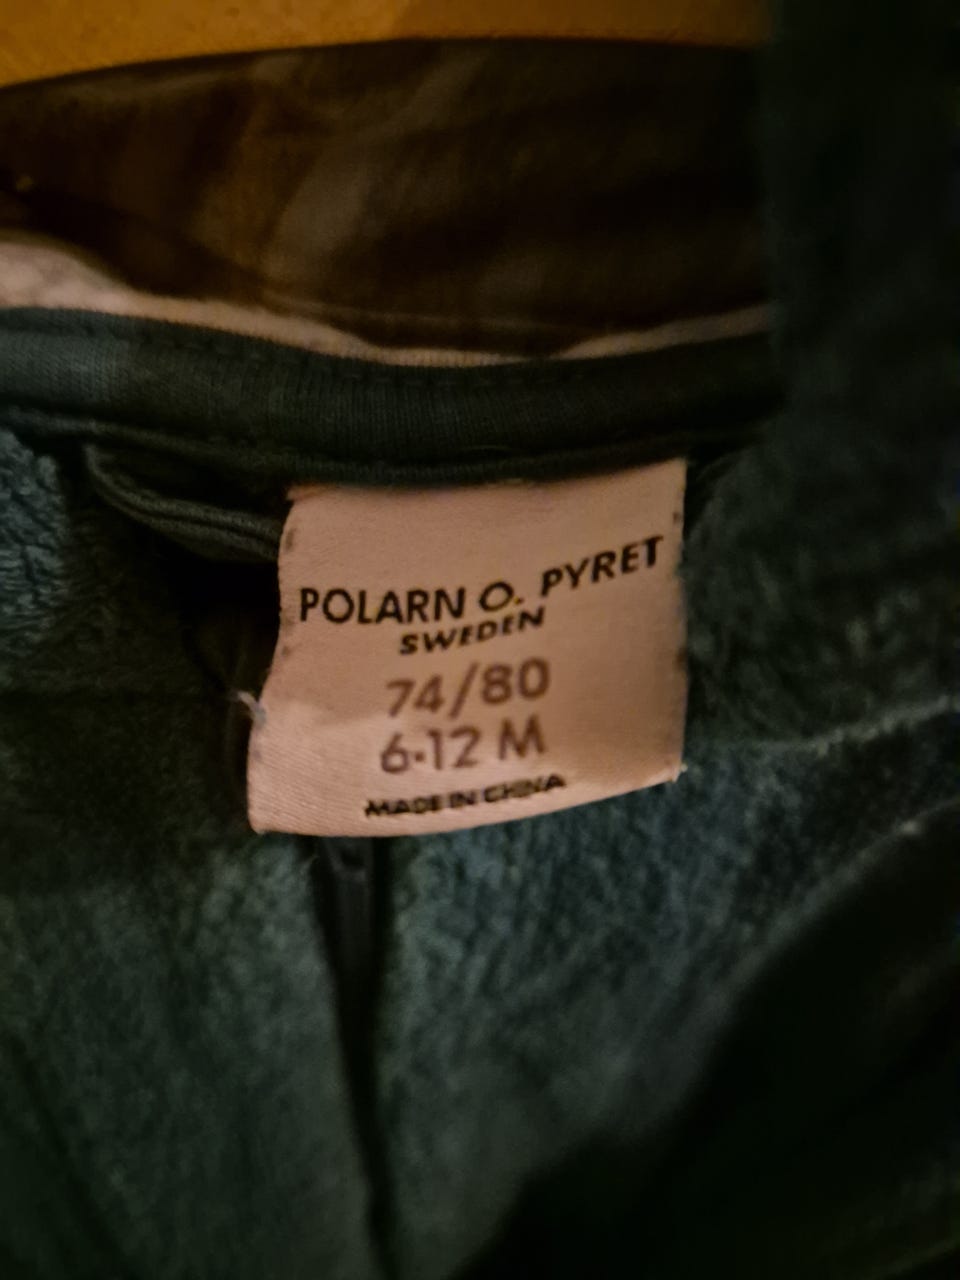 POLARN O. PYRET
SWEDEN
74/80
6-12 M
MADE IN CHINA